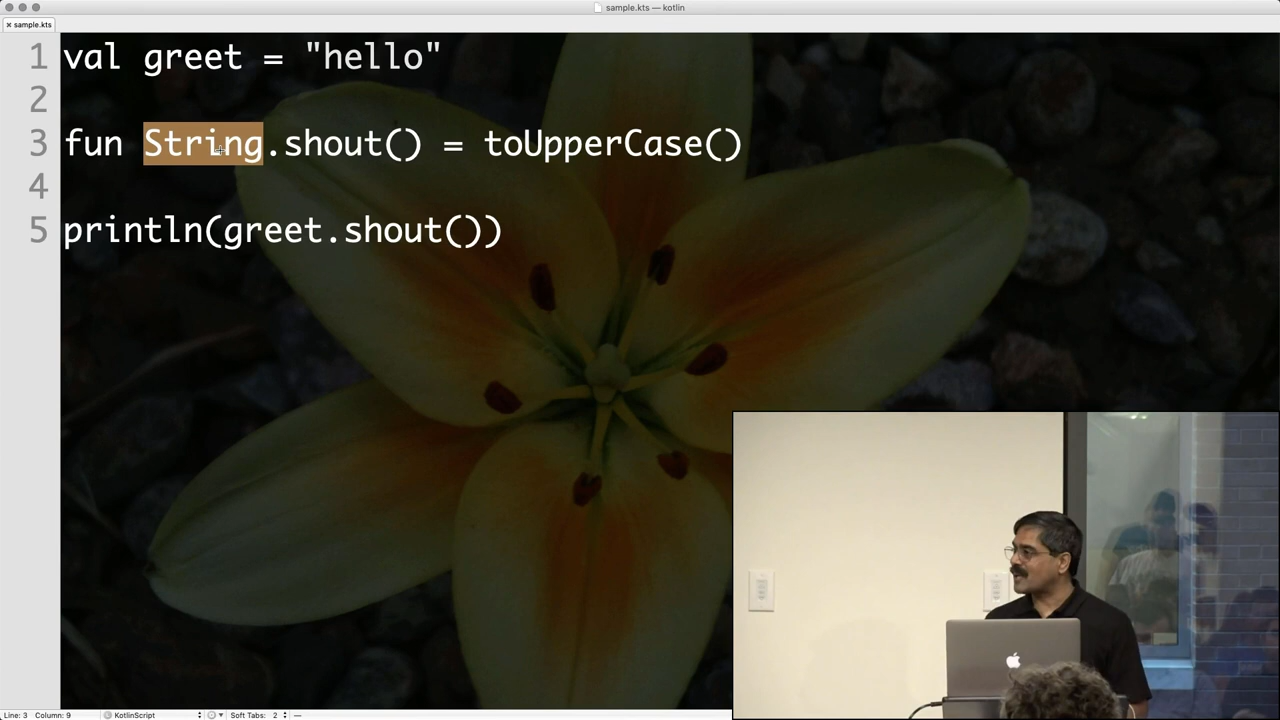 sample.kts — kotlin
× sample.kts
1 val greet = "hello"
2
3 fun String.shout() = toUpperCase()
4
5 println(greet.shout())
Line: 3 Column: 9 KotlinScript Soft Tabs: 2 —